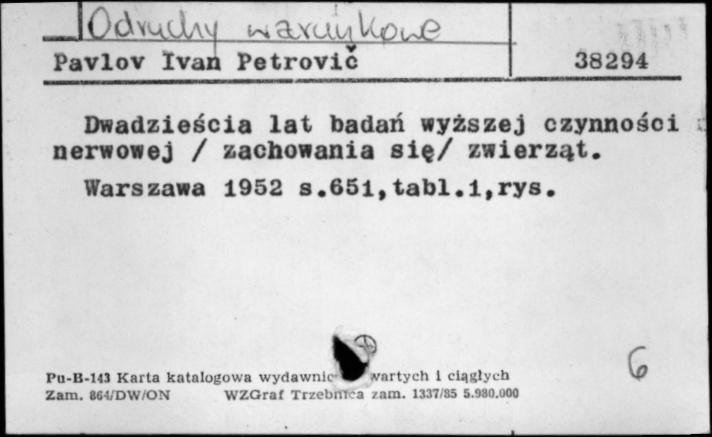 Odruchy warunkowe
Pavlov Ivan Petrovič 38294
Dwadzieścia lat badań wyższej czynności
nerwowej / zachowania się/ zwierząt.
Warszawa 1952 s.651,tabl.1,rys.
6
Pu-B-143 Karta katalogowa wydawnic wartych i ciągłych
Zam. 864/DW/ON WZGraf Trzebnica zam. 1337/85 5.980.000